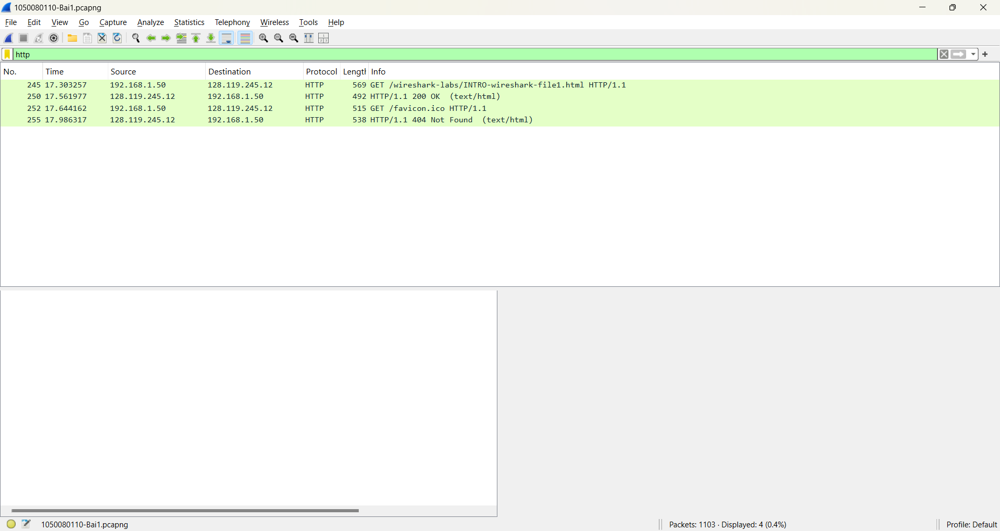 1050080110-Bai1.pcapng
File Edit View Go Capture Analyze Statistics Telephony Wireless Tools Help
http
No. Time Source Destination Protocol Lengtl Info
245 17.303257 192.168.1.50 128.119.245.12 HTTP 569 GET /wireshark-labs/INTRO-wireshark-file1.html HTTP/1.1
250 17.561977 128.119.245.12 192.168.1.50 HTTP 492 HTTP/1.1 200 OK (text/html)
252 17.644162 192.168.1.50 128.119.245.12 HTTP 515 GET /favicon.ico HTTP/1.1
255 17.986317 128.119.245.12 192.168.1.50 HTTP 538 HTTP/1.1 404 Not Found (text/html)
1050080110-Bai1.pcapng Packets: 1103 · Displayed: 4 (0.4%) Profile: Default